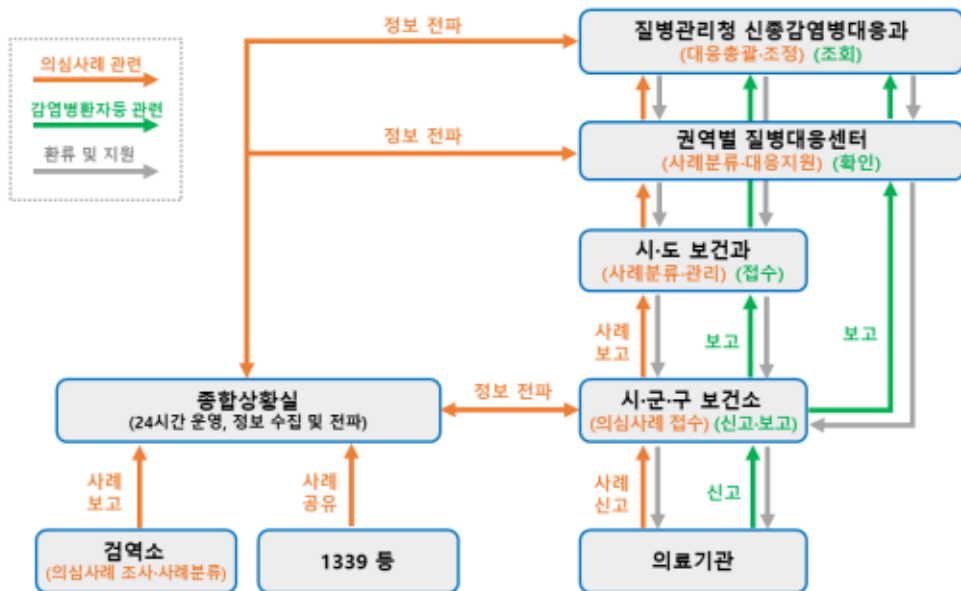 의심사례 관련
감염병환자등 관련
환류 및 지원
정보 전파
질병관리청 신종감염병대응과
(대응총괄·조정) (조회)
정보 전파
권역별 질병대응센터
(사례분류·대응지원) (확인)
시·도 보건과
(사례분류·관리) (접수)
사례
보고
보고
보고
종합상황실
(24시간 운영, 정보 수집 및 전파)
정보 전파
시·군·구 보건소
(의심사례 접수) (신고·보고)
사례
보고
사례
공유
사례
신고
신고
검역소
(의심사례 조사·사례분류)
1339 등
의료기관